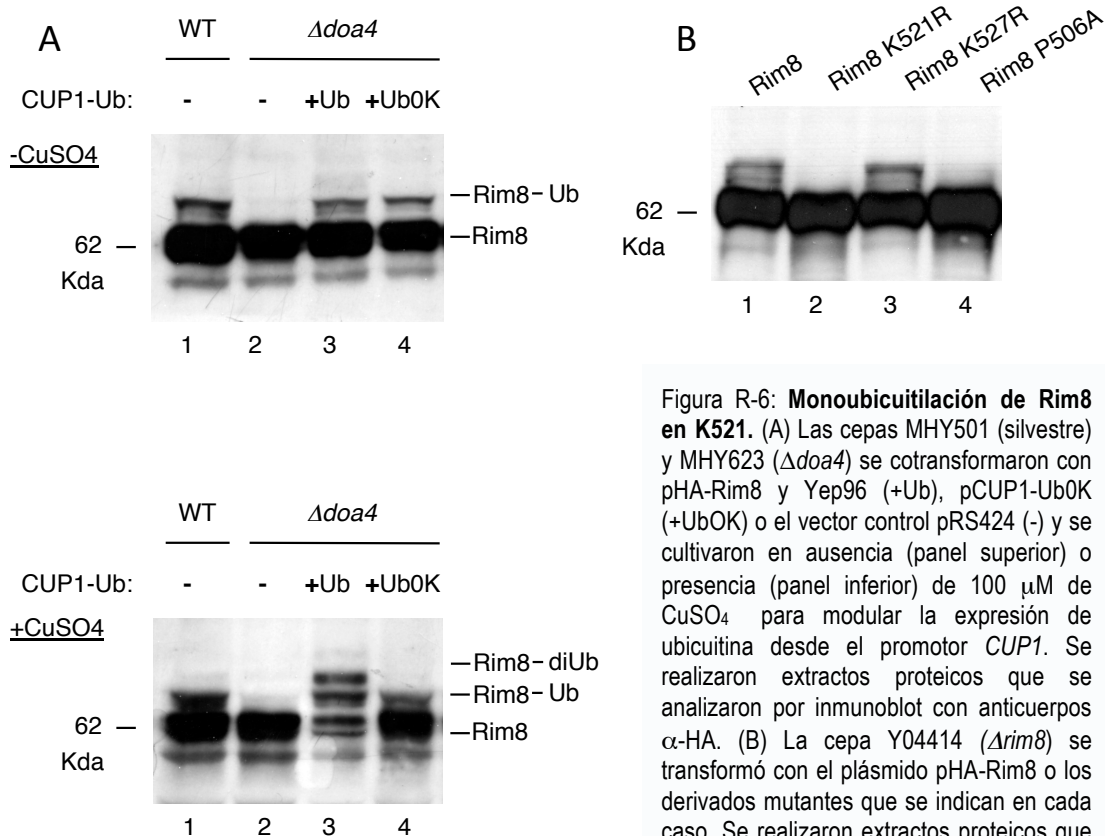 A
WT Δdoa4
CUP1-Ub: - - +Ub +Ub0K
-CuSO4
Rim8- Ub
62
Rim8
Kda
1 2 3 4
WT Δdoa4
CUP1-Ub: - - +Ub +Ub0K
+CuSO4
Rim8- diUb
Rim8- Ub
62
Rim8
Kda
1 2 3 4
B
Rim8 Rim8 K521R Rim8 K527R Rim8 P506A
62
Kda
1 2 3 4
Figura R-6: Monoubicuitilación de Rim8
en K521. (A) Las cepas MHY501 (silvestre)
y MHY623 (Δdoa4) se cotransformaron con
pHA-Rim8 y Yep96 (+Ub), pCUP1-Ub0K
(+UbOK) o el vector control pRS424 (-) y se
cultivaron en ausencia (panel superior) o
presencia (panel inferior) de 100 μM de
CuSO4 para modular la expresión de
ubicuitina desde el promotor CUP1. Se
realizaron extractos proteicos que se
analizaron por inmunoblot con anticuerpos
α-HA. (B) La cepa Y04414 (Δrim8) se
transformó con el plásmido pHA-Rim8 o los
derivados mutantes que se indican en cada
caso. Se realizaron extractos proteicos que